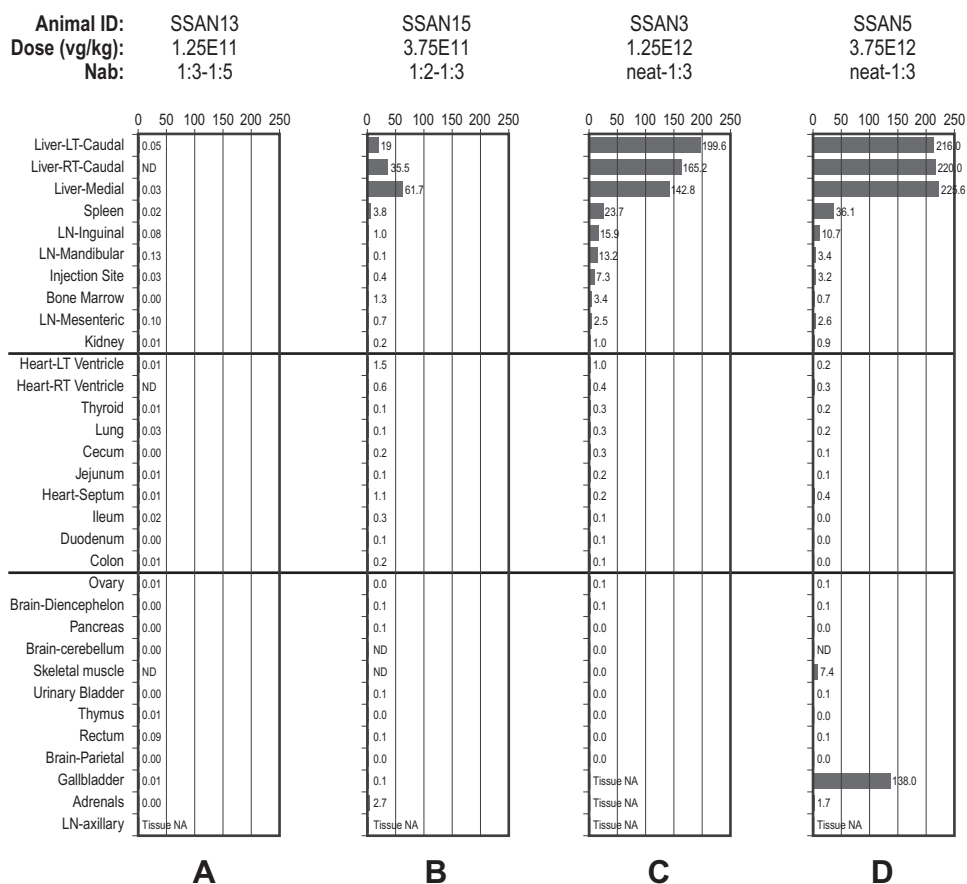 Animal ID: SSAN13 SSAN15 SSAN3 SSAN5
Dose (vg/kg): 1.25E11 3.75E11 1.25E12 3.75E12
Nab: 1:3-1:5 1:2-1:3 neat-1:3 neat-1:3
0 50 100 150 200 250 0 50 100 150 200 250 0 50 100 150 200 250 0 50 100 150 200 250
Liver-LT-Caudal 0.05 19 199.6 216.0
Liver-RT-Caudal ND 35.5 165.2 220.0
Liver-Medial 0.03 61.7 142.8 225.6
Spleen 0.02 3.8 23.7 36.1
LN-Inguinal 0.08 1.0 15.9 10.7
LN-Mandibular 0.13 0.1 13.2 3.4
Injection Site 0.03 0.4 7.3 3.2
Bone Marrow 0.00 1.3 3.4 0.7
LN-Mesenteric 0.10 0.7 2.5 2.6
Kidney 0.01 0.2 1.0 0.9
Heart-LT Ventricle 0.01 1.5 1.0 0.2
Heart-RT Ventricle ND 0.6 0.4 0.3
Thyroid 0.01 0.1 0.3 0.2
Lung 0.03 0.1 0.3 0.2
Cecum 0.00 0.2 0.3 0.1
Jejunum 0.01 0.1 0.2 0.1
Heart-Septum 0.01 1.1 0.2 0.4
Ileum 0.02 0.3 0.1 0.0
Duodenum 0.00 0.1 0.1 0.0
Colon 0.01 0.2 0.1 0.0
Ovary 0.01 0.0 0.1 0.1
Brain-Diencephelon 0.00 0.1 0.1 0.1
Pancreas 0.00 0.1 0.0 0.0
Brain-cerebellum 0.00 ND 0.0 ND
Skeletal muscle ND ND 0.0 7.4
Urinary Bladder 0.00 0.1 0.0 0.1
Thymus 0.01 0.0 0.0 0.0
Rectum 0.09 0.1 0.0 0.1
Brain-Parietal 0.00 0.0 0.0 0.0
Gallbladder 0.01 0.1 Tissue NA 138.0
Adrenals 0.00 2.7 Tissue NA 1.7
LN-axillary Tissue NA Tissue NA Tissue NA Tissue NA
A B C D